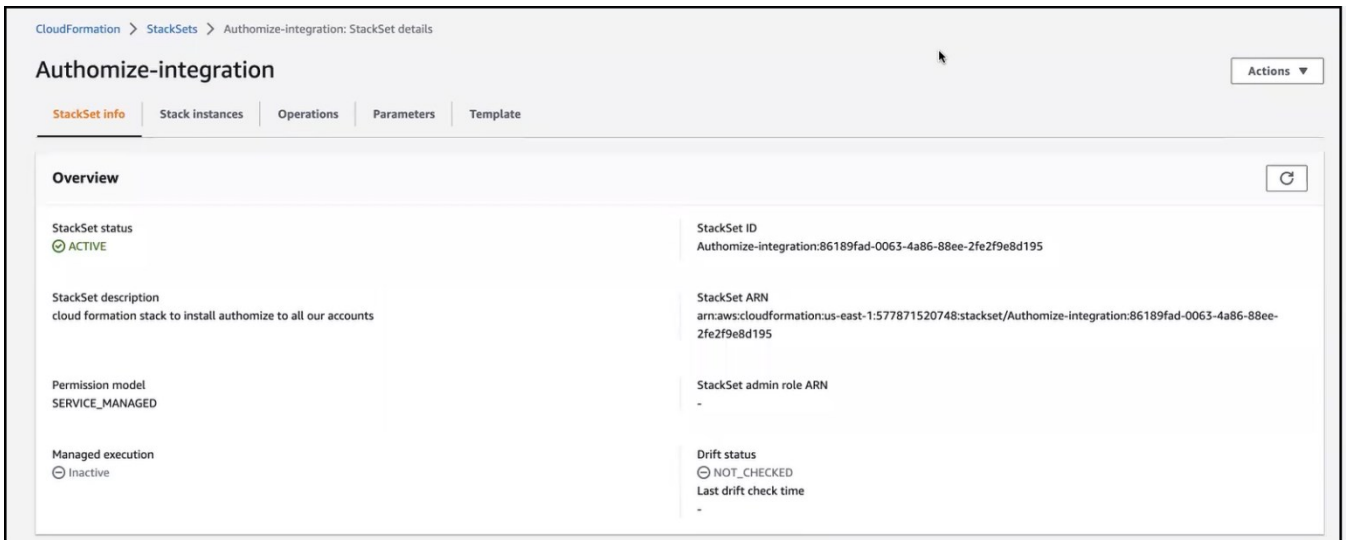 CloudFormation > StackSets > Authomize-integration: StackSet details
Authomize-integration
Actions ▼
StackSet info
Stack instances
Operations
Parameters
Template
Overview
StackSet status
ACTIVE
StackSet ID
Authomize-integration:86189fad-0063-4a86-88ee-2fe2f9e8d195
StackSet description
cloud formation stack to install authomize to all our accounts
StackSet ARN
arn:aws:cloudformation:us-east-1:577871520748:stackset/Authomize-integration:86189fad-0063-4a86-88ee-
2fe2f9e8d195
Permission model
SERVICE_MANAGED
StackSet admin role ARN
-
Managed execution
Inactive
Drift status
NOT_CHECKED
Last drift check time
-